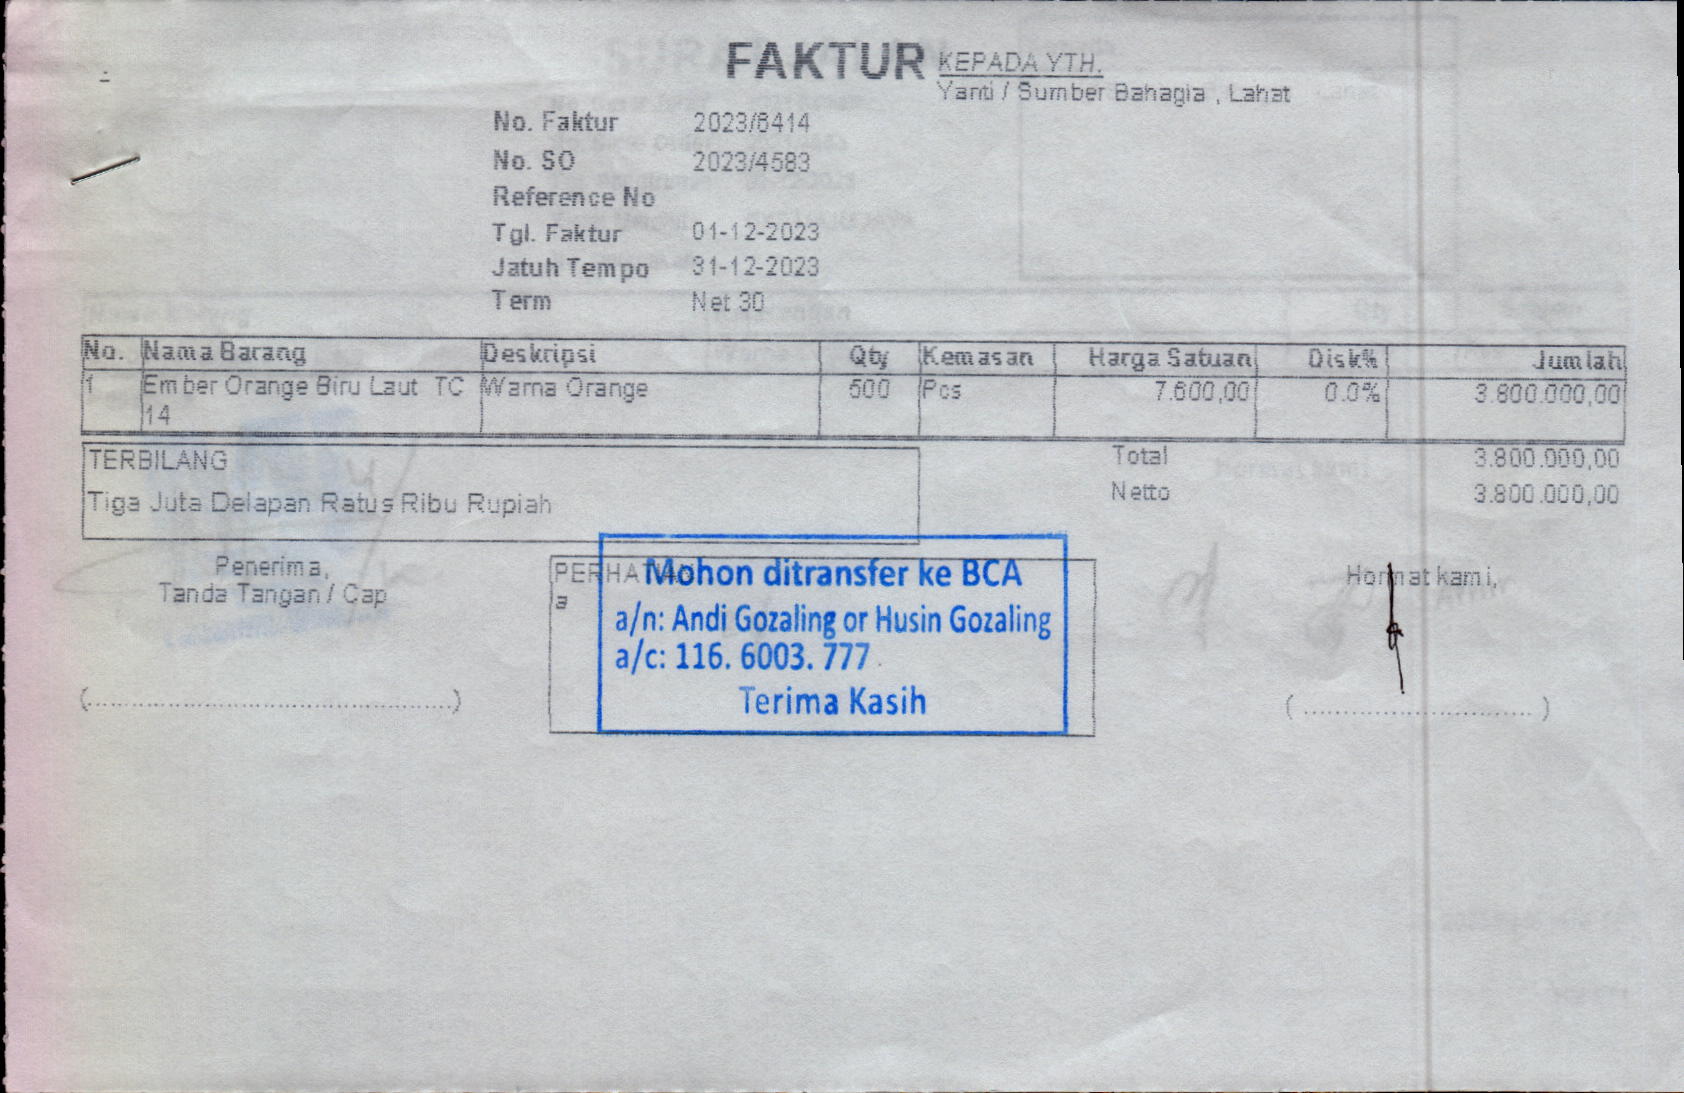 FAKTUR
KEPADA YTH.
Yanti / Sumber Bahagia , Lahat
No. Faktur 2023/6414
No. SO 2023/4583
Reference No
Tgl. Faktur 01-12-2023
Jatuh Tempo 31-12-2023
Term Net 30
No. Nama Barang Deskripsi Qty Kemasan Harga Satuan Disk% Jumlah
1 Ember Orange Biru Laut TC Warna Orange 500 Pcs 7.600,00 0.0% 3.800.000,00
14
TERBILANG
Tiga Juta Delapan Ratus Ribu Rupiah
Total 3.800.000,00
Netto 3.800.000,00
Penerima,
Tanda Tangan / Cap
(............................................)
PERHATIAN
a
Mohon ditransfer ke BCA
a/n: Andi Gozaling or Husin Gozaling
a/c: 116. 6003. 777
Terima Kasih
Hormat kami,
( ............................ )